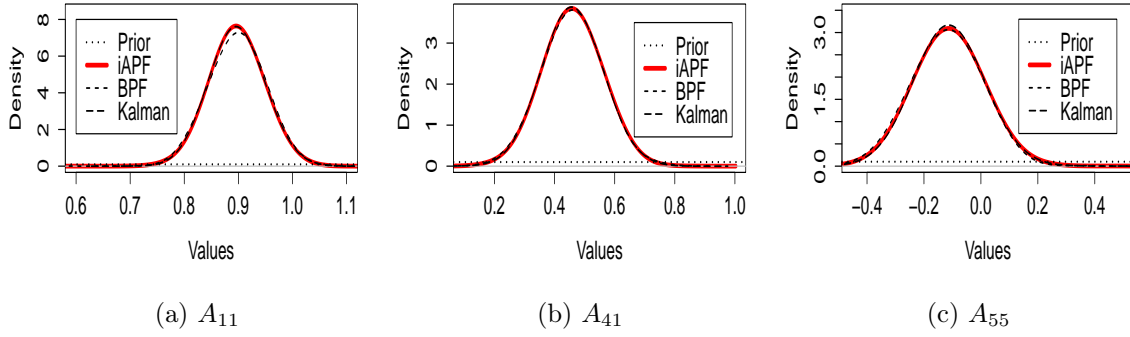 Density
0 2 4 6 8
Prior
iAPF
BPF
Kalman
0.6 0.7 0.8 0.9 1.0 1.1
Values
(a) A11
Density
0 1 2 3
Prior
iAPF
BPF
Kalman
0.2 0.4 0.6 0.8 1.0
Values
(b) A41
Density
0.0 1.5 3.0
Prior
iAPF
BPF
Kalman
−0.4 −0.2 0.0 0.2 0.4
Values
(c) A55